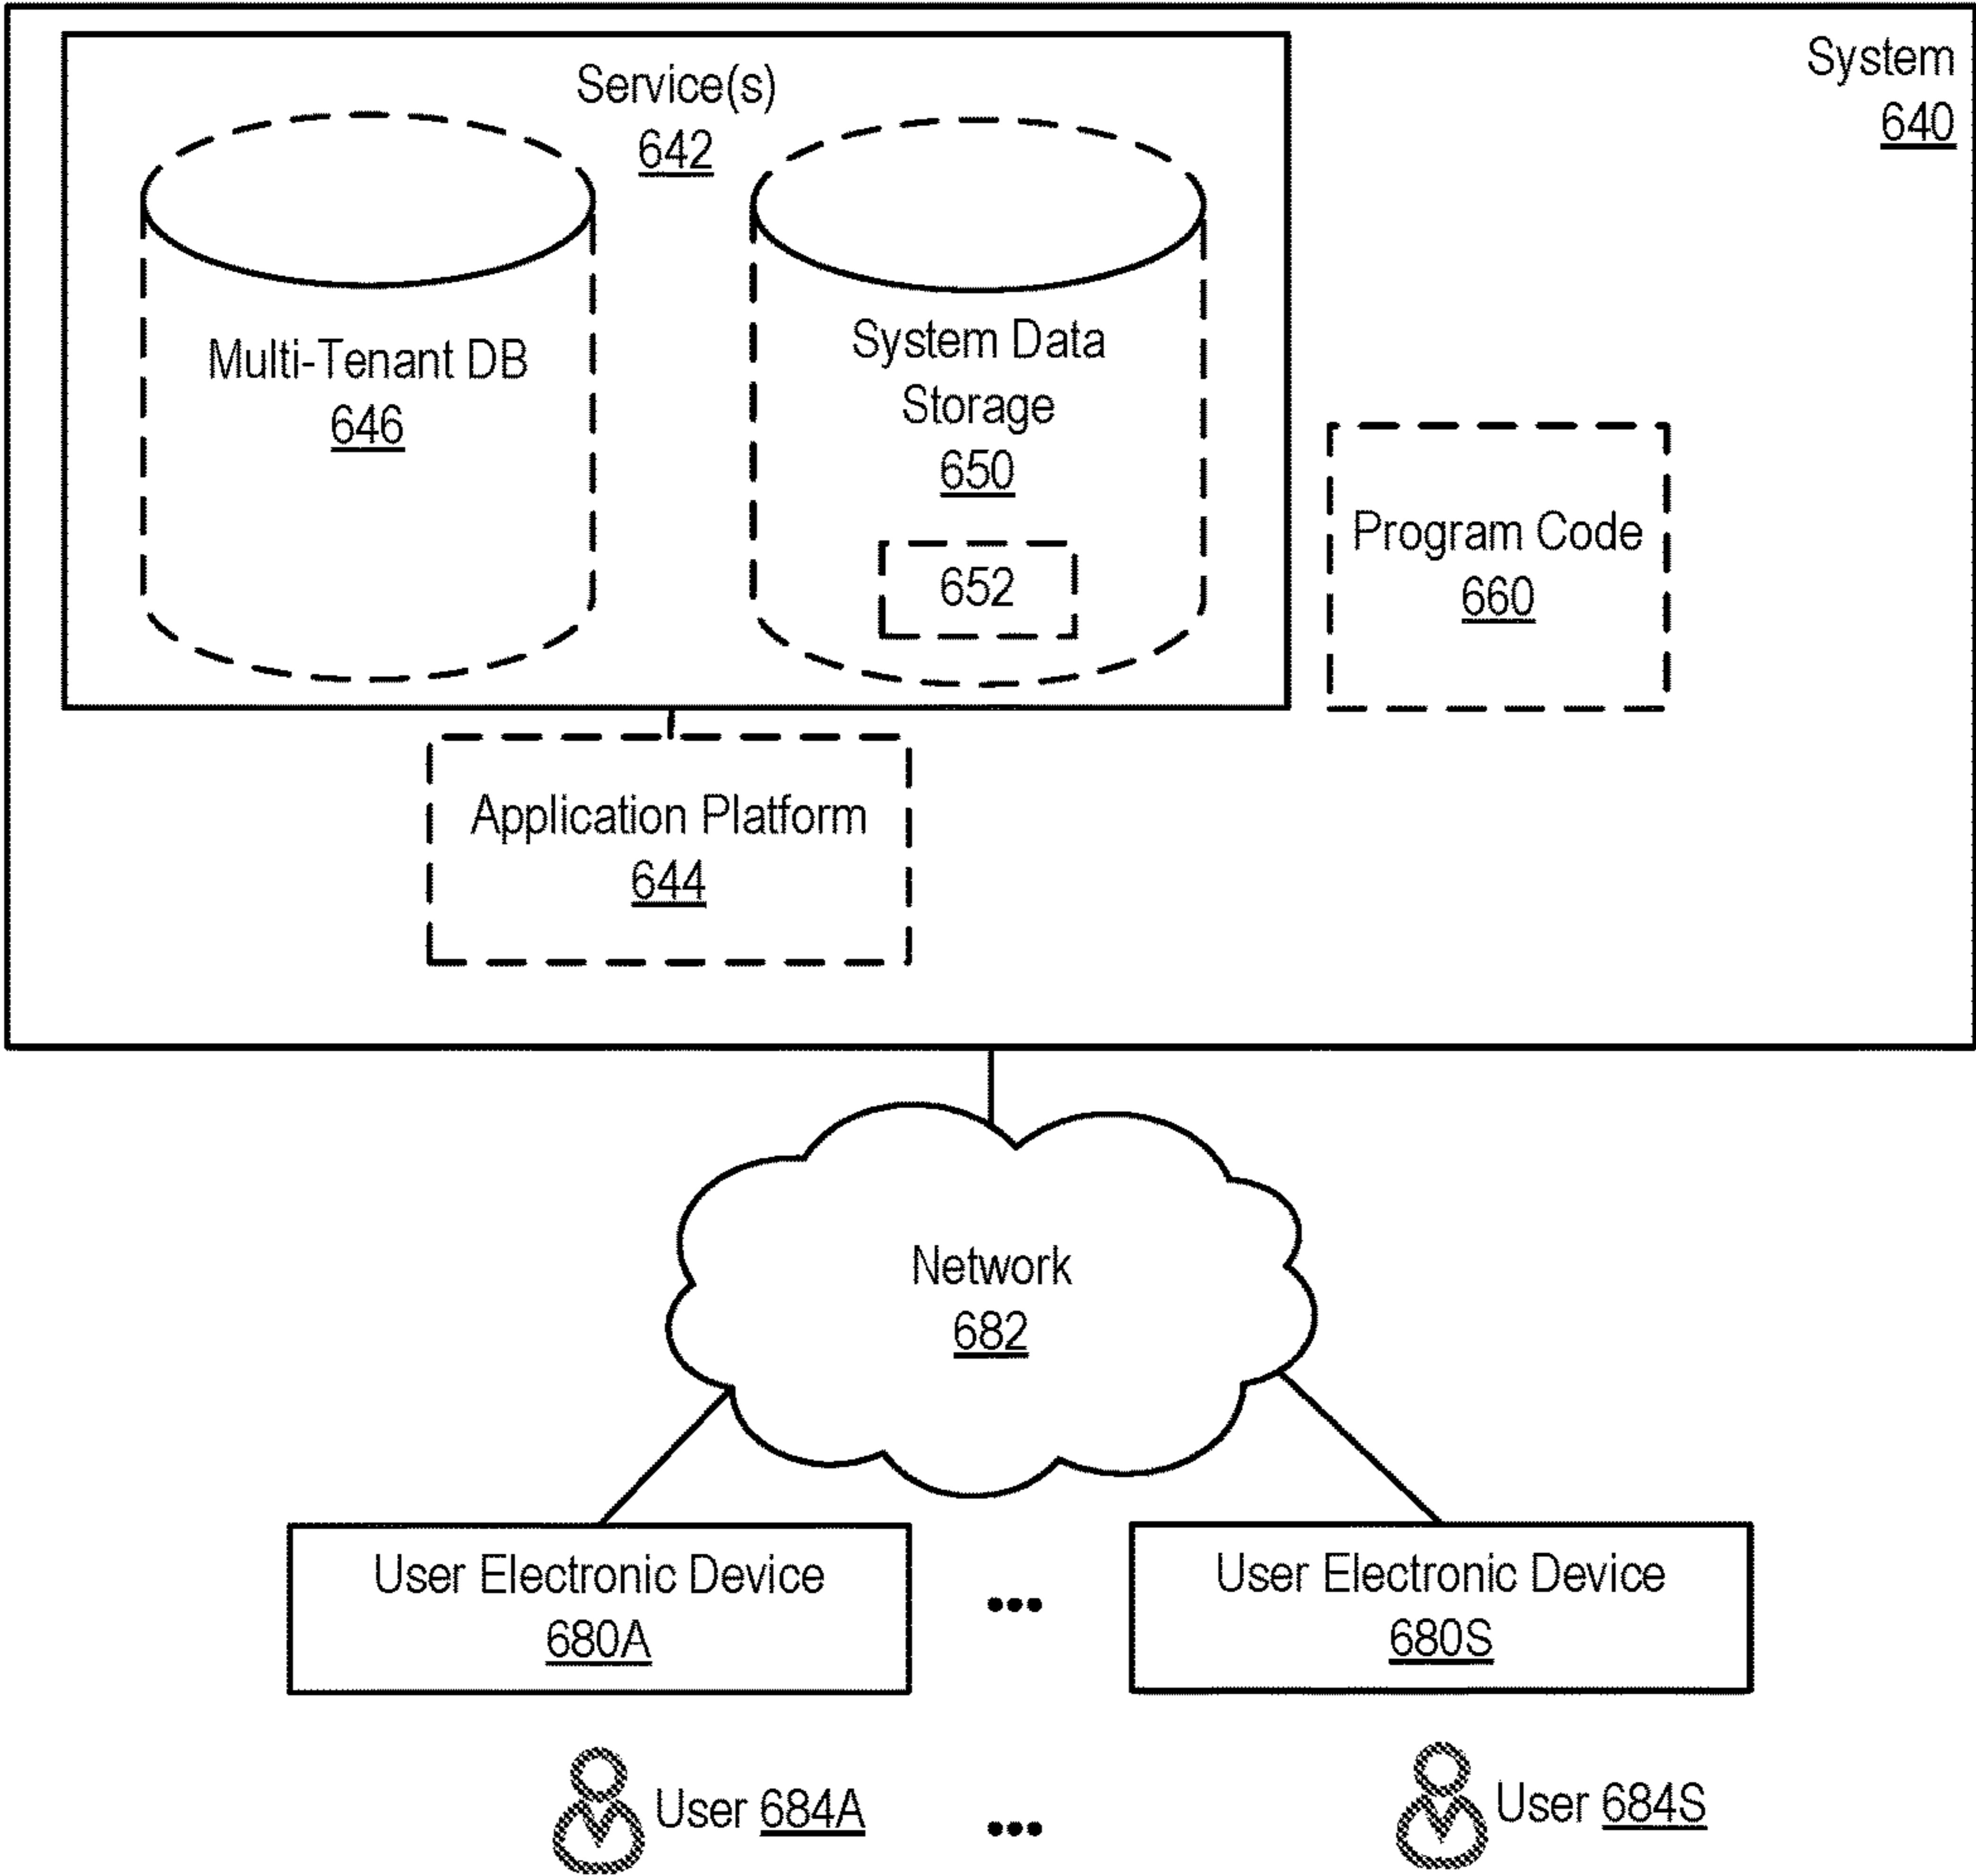 System
640
Service(s)
642
Multi-Tenant DB
646
System Data
Storage
650
652
Program Code
660
Application Platform
644
Network
682
User Electronic Device
680A
•••
User Electronic Device
680S
User 684A
•••
User 684S